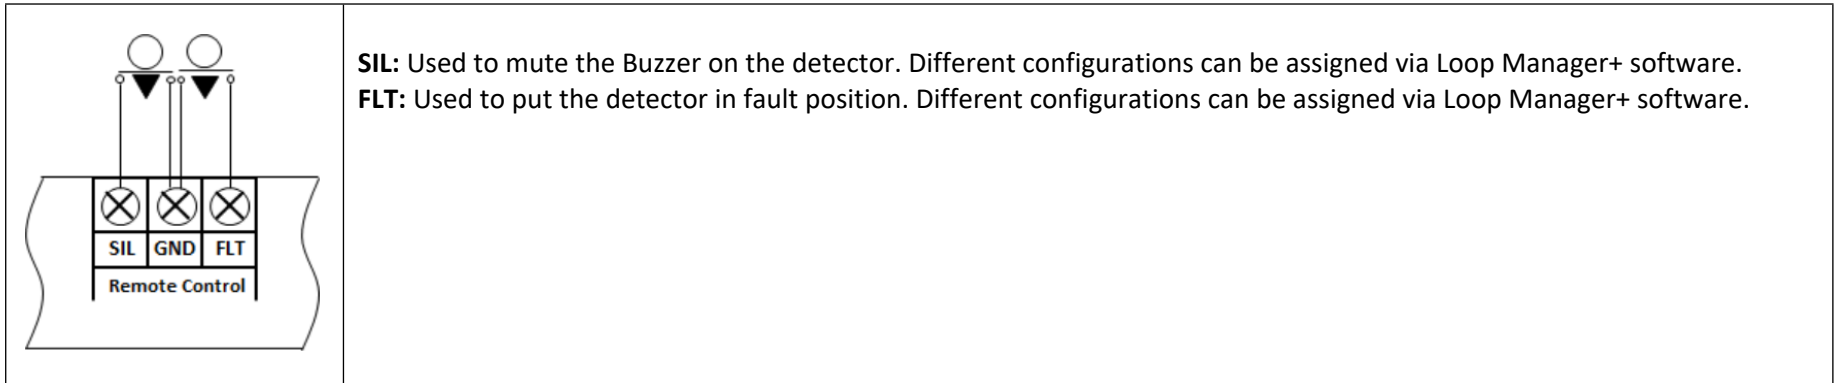 SIL: Used to mute the Buzzer on the detector. Different configurations can be assigned via Loop Manager+ software.
FLT: Used to put the detector in fault position. Different configurations can be assigned via Loop Manager+ software.
SIL GND FLT
Remote Control